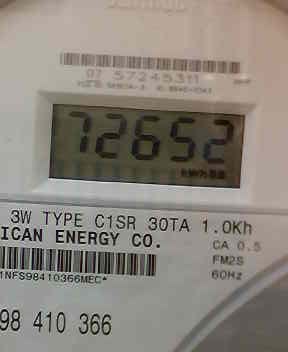 07 57245311
72652
kWh
3W TYPE C1SR 30TA 1.0Kh
ICAN ENERGY CO.
CA 0.5
FM2S
60Hz
1NFS98410366MEC*
98 410 366